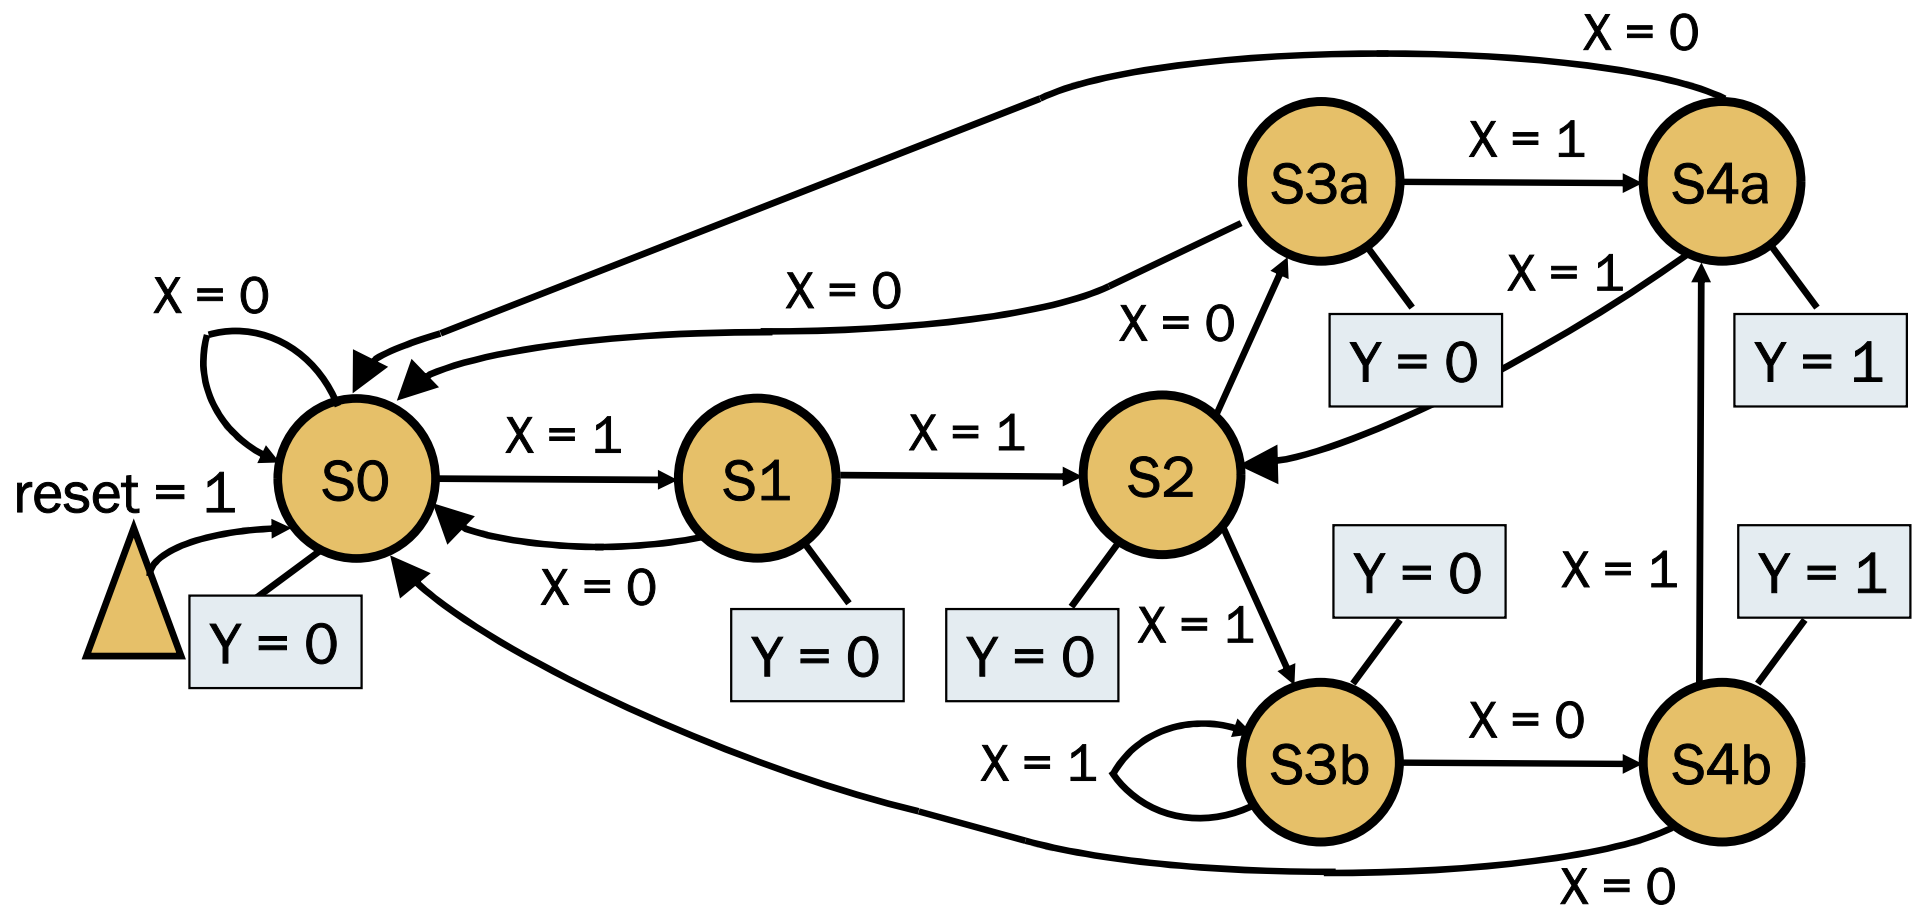 X = 0
S3a
X = 1
S4a
X = 0
X = 0
X = 1
X = 0
Y = 0
Y = 1
X = 1
X = 1
S0
S1
S2
reset = 1
Y = 0
Y = 1
X = 1
X = 0
Y = 0
Y = 0
Y = 0
X = 1
X = 0
X = 1
S3b
S4b
X = 0